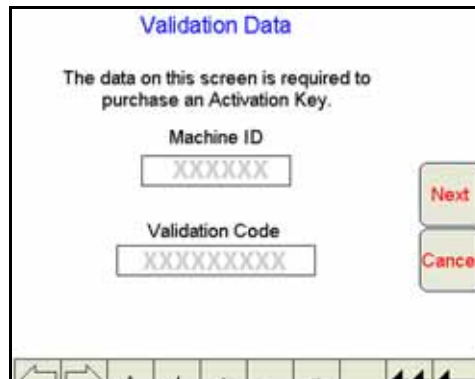 Validation Data
The data on this screen is required to
purchase an Activation Key.
Machine ID
XXXXXX
Next
Validation Code
XXXXXXXXX
Cance